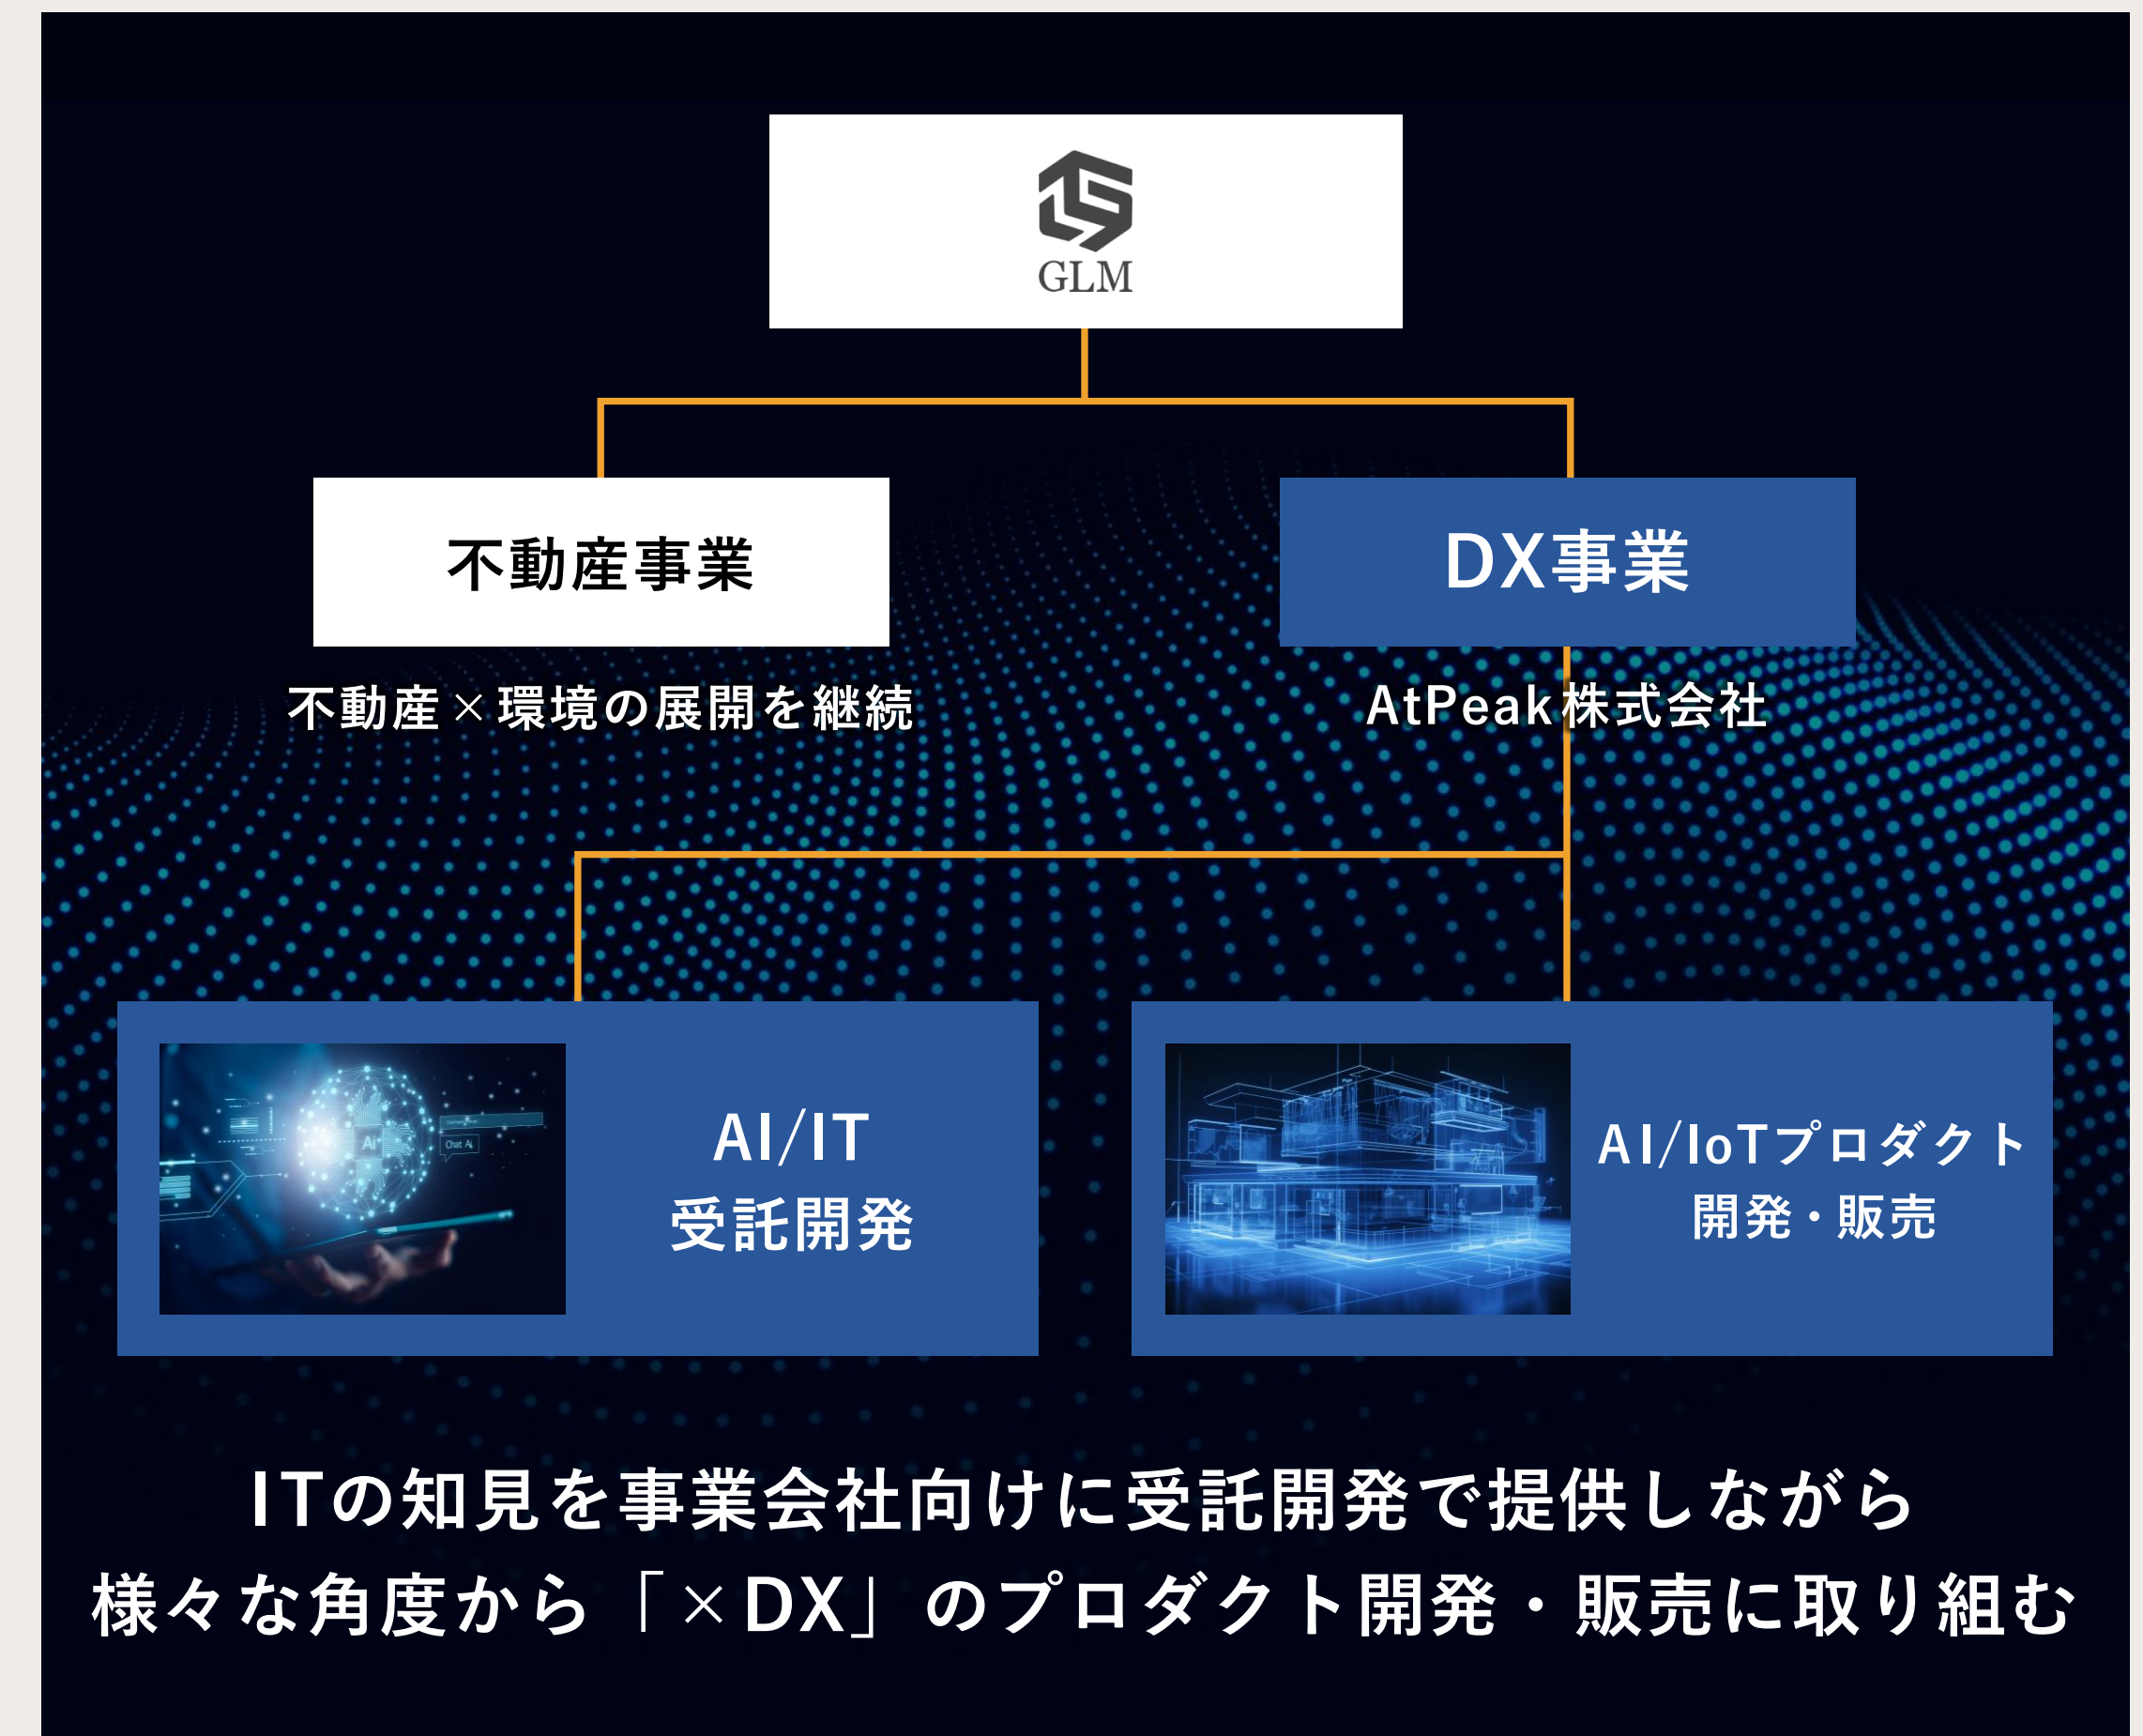 GLM
不動産事業
DX事業
不動産×環境の展開を継続
AtPeak株式会社
Ai
Chat Ai
AI/IT
受託開発
AI/IoTプロダクト
開発・販売
ITの知見を事業会社向けに受託開発で提供しながら
様々な角度から「×DX」のプロダクト開発・販売に取り組む